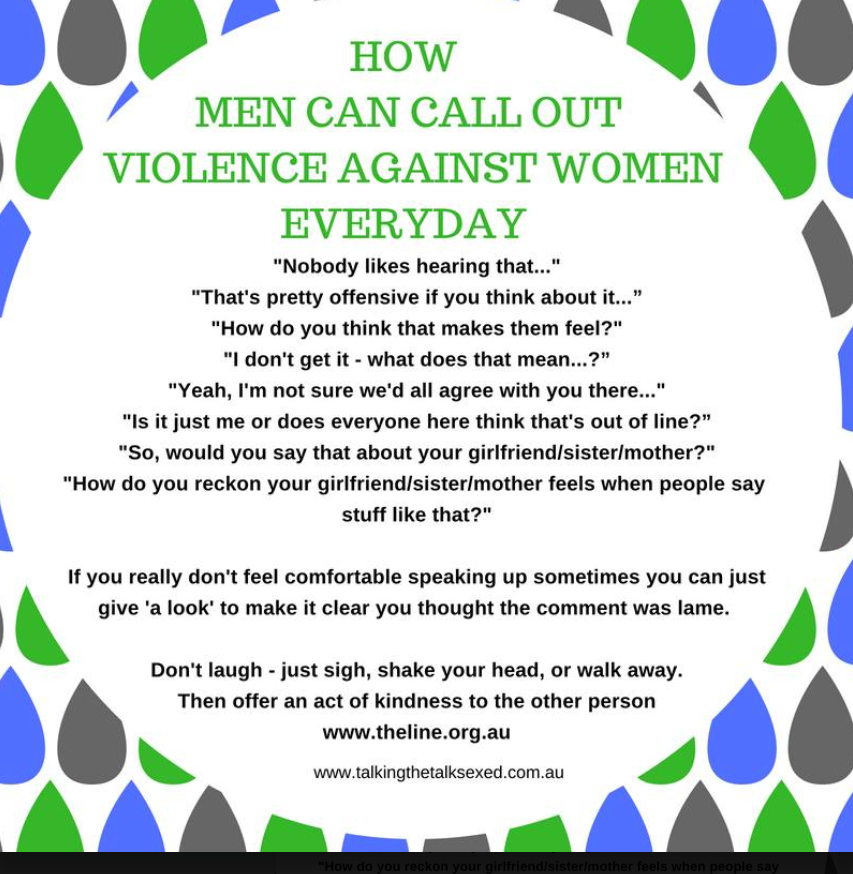 HOW
MEN CAN CALL OUT
VIOLENCE AGAINST WOMEN
EVERYDAY
"Nobody likes hearing that..."
"That's pretty offensive if you think about it...”
"How do you think that makes them feel?"
"I don't get it - what does that mean...?”
"Yeah, I'm not sure we'd all agree with you there..."
"Is it just me or does everyone here think that's out of line?”
"So, would you say that about your girlfriend/sister/mother?"
"How do you reckon your girlfriend/sister/mother feels when people say
stuff like that?"
If you really don't feel comfortable speaking up sometimes you can just
give 'a look' to make it clear you thought the comment was lame.
Don't laugh - just sigh, shake your head, or walk away.
Then offer an act of kindness to the other person
www.theline.org.au
www.talkingthetalksexed.com.au
"How do you reckon your girlfriend/sister/mother feels when people say